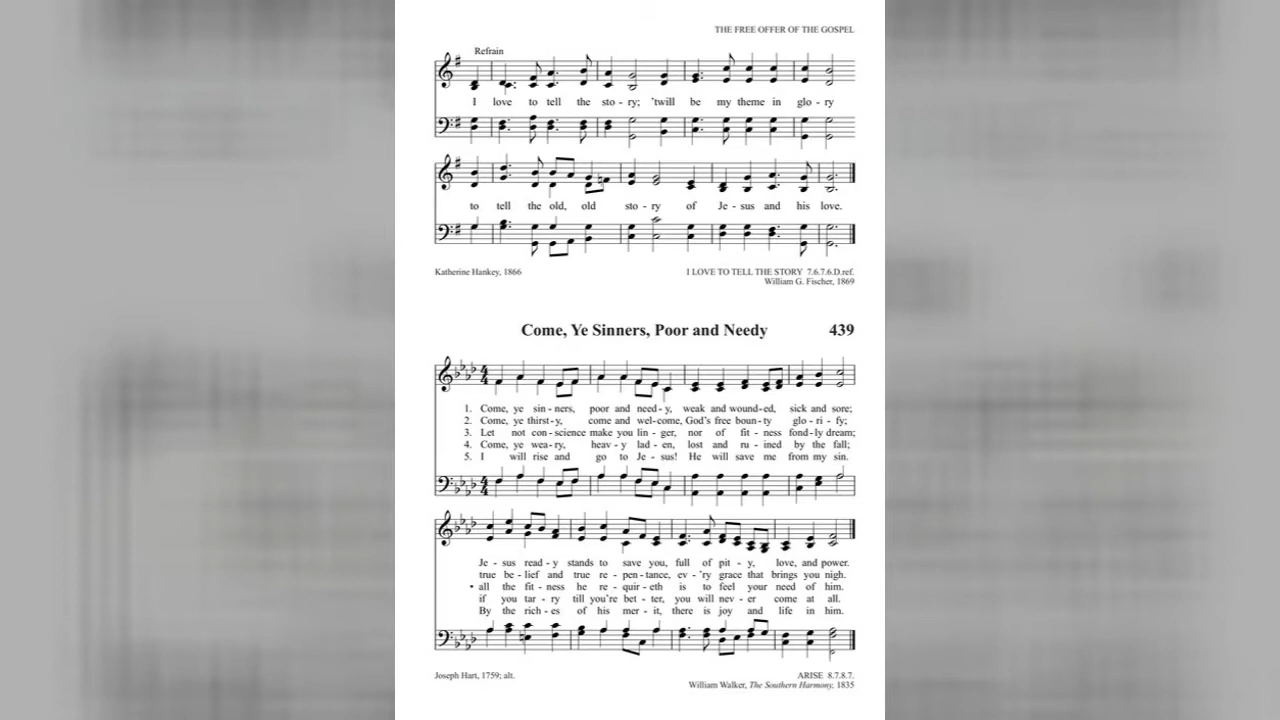 THE FREE OFFER OF THE GOSPEL
Refrain
I love to tell the sto - ry; 'twill be my theme in glo - ry
to tell the old, old sto - ry of Je - sus and his love.
Katherine Hankey, 1866
I LOVE TO TELL THE STORY 7.6.7.6.D.ref.
William G. Fischer, 1869
Come, Ye Sinners, Poor and Needy 439
1. Come, ye sin - ners, poor and need - y, weak and wound - ed, sick and sore;
2. Come, ye thirst - y, come and wel - come, God's free boun - ty glo - ri - fy;
3. Let not con - science make you lin - ger, nor of fit - ness fond - ly dream;
4. Come, ye wea - ry, heav - y lad - en, lost and ru - ined by the fall;
5. I will rise and go to Je - sus! He will save me from my sin.
Je - sus read - y stands to save you, full of pit - y, love, and power.
true be - lief and true re - pen - tance, ev - 'ry grace that brings you nigh.
• all the fit - ness he re - quir - eth is to feel your need of him.
if you tar - ry till you're bet - ter, you will nev - er come at all.
By the rich - es of his mer - it, there is joy and life in him.
Joseph Hart, 1759; alt.
ARISE 8.7.8.7.
William Walker, The Southern Harmony, 1835